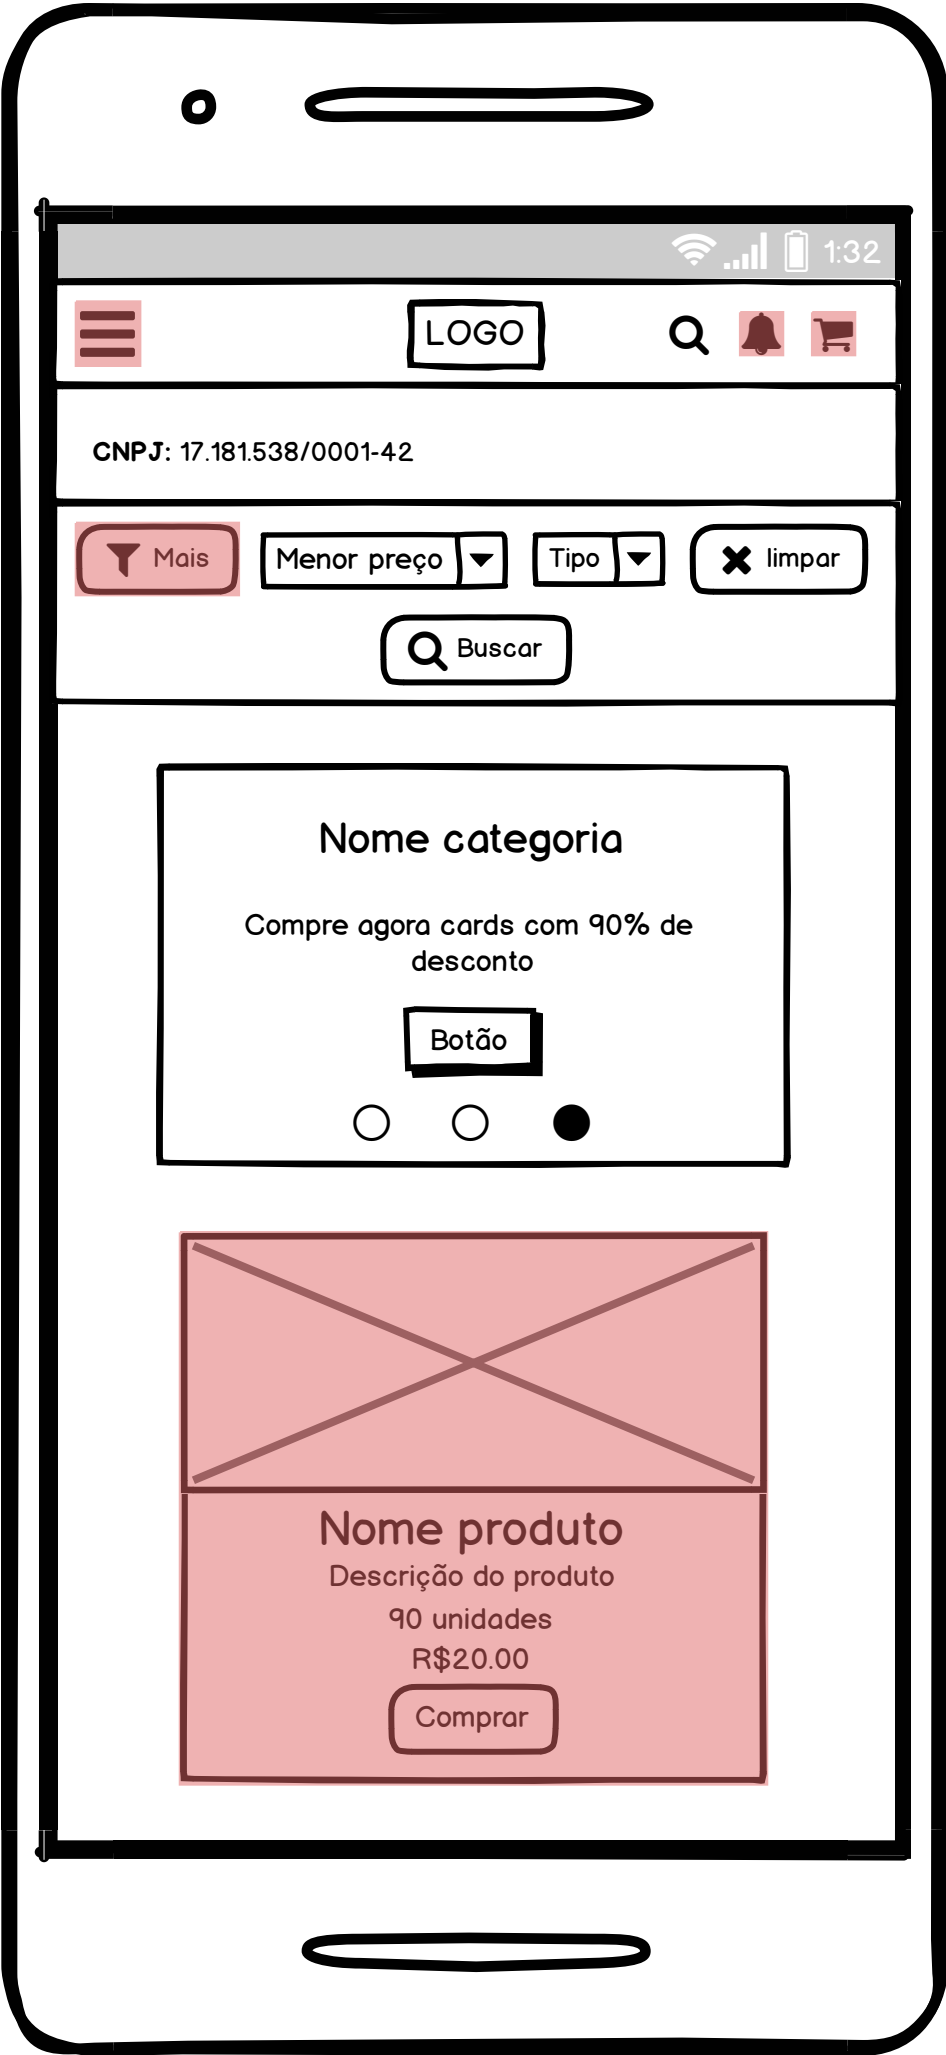 1:32
LOGO
CNPJ: 17.181.538/0001-42
Mais
Menor preço
Tipo
limpar
Buscar
Nome categoria
Compre agora cards com 90% de
desconto
Botão
Nome produto
Descrição do produto
90 unidades
R$20.00
Comprar